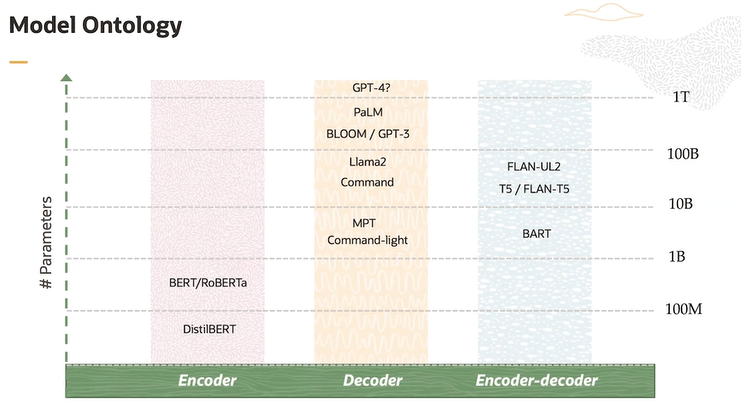 Model Ontology
GPT-4?
1T
PaLM
BLOOM / GPT-3
100B
Llama2
FLAN-UL2
Command
T5 / FLAN-T5
10B
MPT
BART
Command-light
1B
BERT/RoBERTa
100M
DistilBERT
# Parameters
Encoder
Decoder
Encoder-decoder